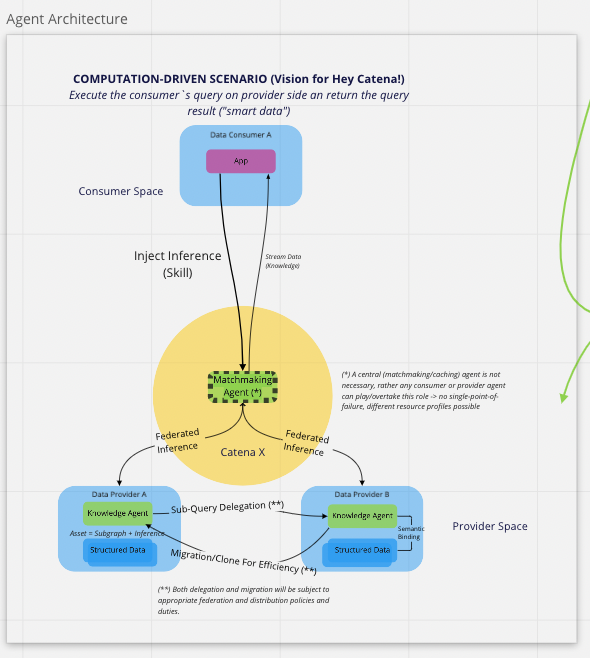 Agent Architecture
COMPUTATION-DRIVEN SCENARIO (Vision for Hey Catena!)
Execute the consumer`s query on provider side an return the query
result ("smart data")
Data Consumer A
App
Consumer Space
Inject Inference
(Skill)
Stream Data
(Knowledge)
Matchmaking
Agent (*)
(*) A central (matchmaking/caching) agent is not
necessary, rather any consumer or provider agent
can play/overtake this role -> no single-point-of-
failure, different resource profiles possible
Federated
Inference
Federated
Inference
Catena X
Data Provider A
Knowledge Agent
Asset = Subgraph + Inference
Structured Data
Sub-Query Delegation (**)
Migration/Clone For Efficiency (**)
Data Provider B
Knowledge Agent
Semantic
Binding
Structured Data
Provider Space
(**) Both delegation and migration will be subject to
appropriate federation and distribution policies and
duties.